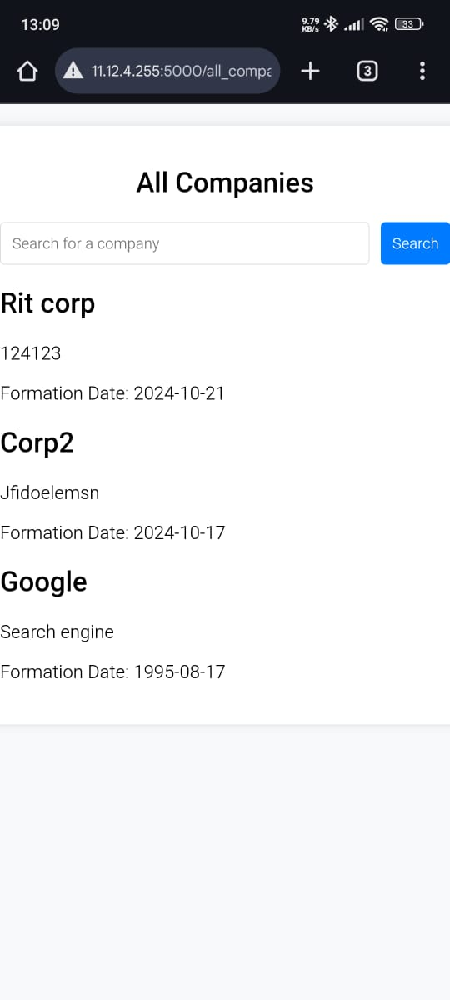 13:09
9.79
KB/s
33
11.12.4.255:5000/all_compa
3
All Companies
Search for a company
Search
Rit corp
124123
Formation Date: 2024-10-21
Corp2
Jfidoelemsn
Formation Date: 2024-10-17
Google
Search engine
Formation Date: 1995-08-17